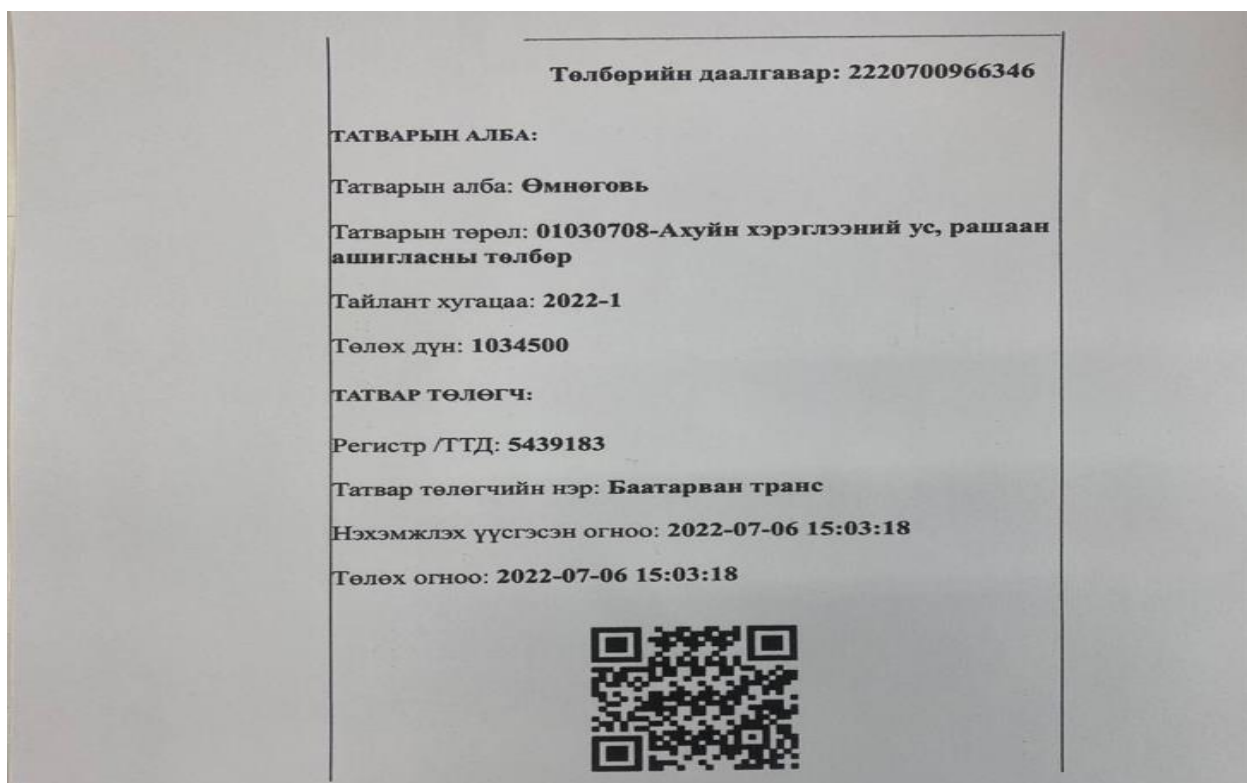 Төлбөрийн даалгавар: 2220700966346
ТАТВАРЫН АЛБА:
Татварын алба: Өмнөговь
Татварын төрөл: 01030708-Ахуйн хэрэглээний ус, рашаан
ашигласны төлбөр
Тайлант хугацаа: 2022-1
Төлөх дүн: 1034500
ТАТВАР ТӨЛӨГЧ:
Регистр /ТТД: 5439183
Татвар төлөгчийн нэр: Баатарван транс
Нэхэмжлэх үүсгэсэн огноо: 2022-07-06 15:03:18
Төлөх огноо: 2022-07-06 15:03:18